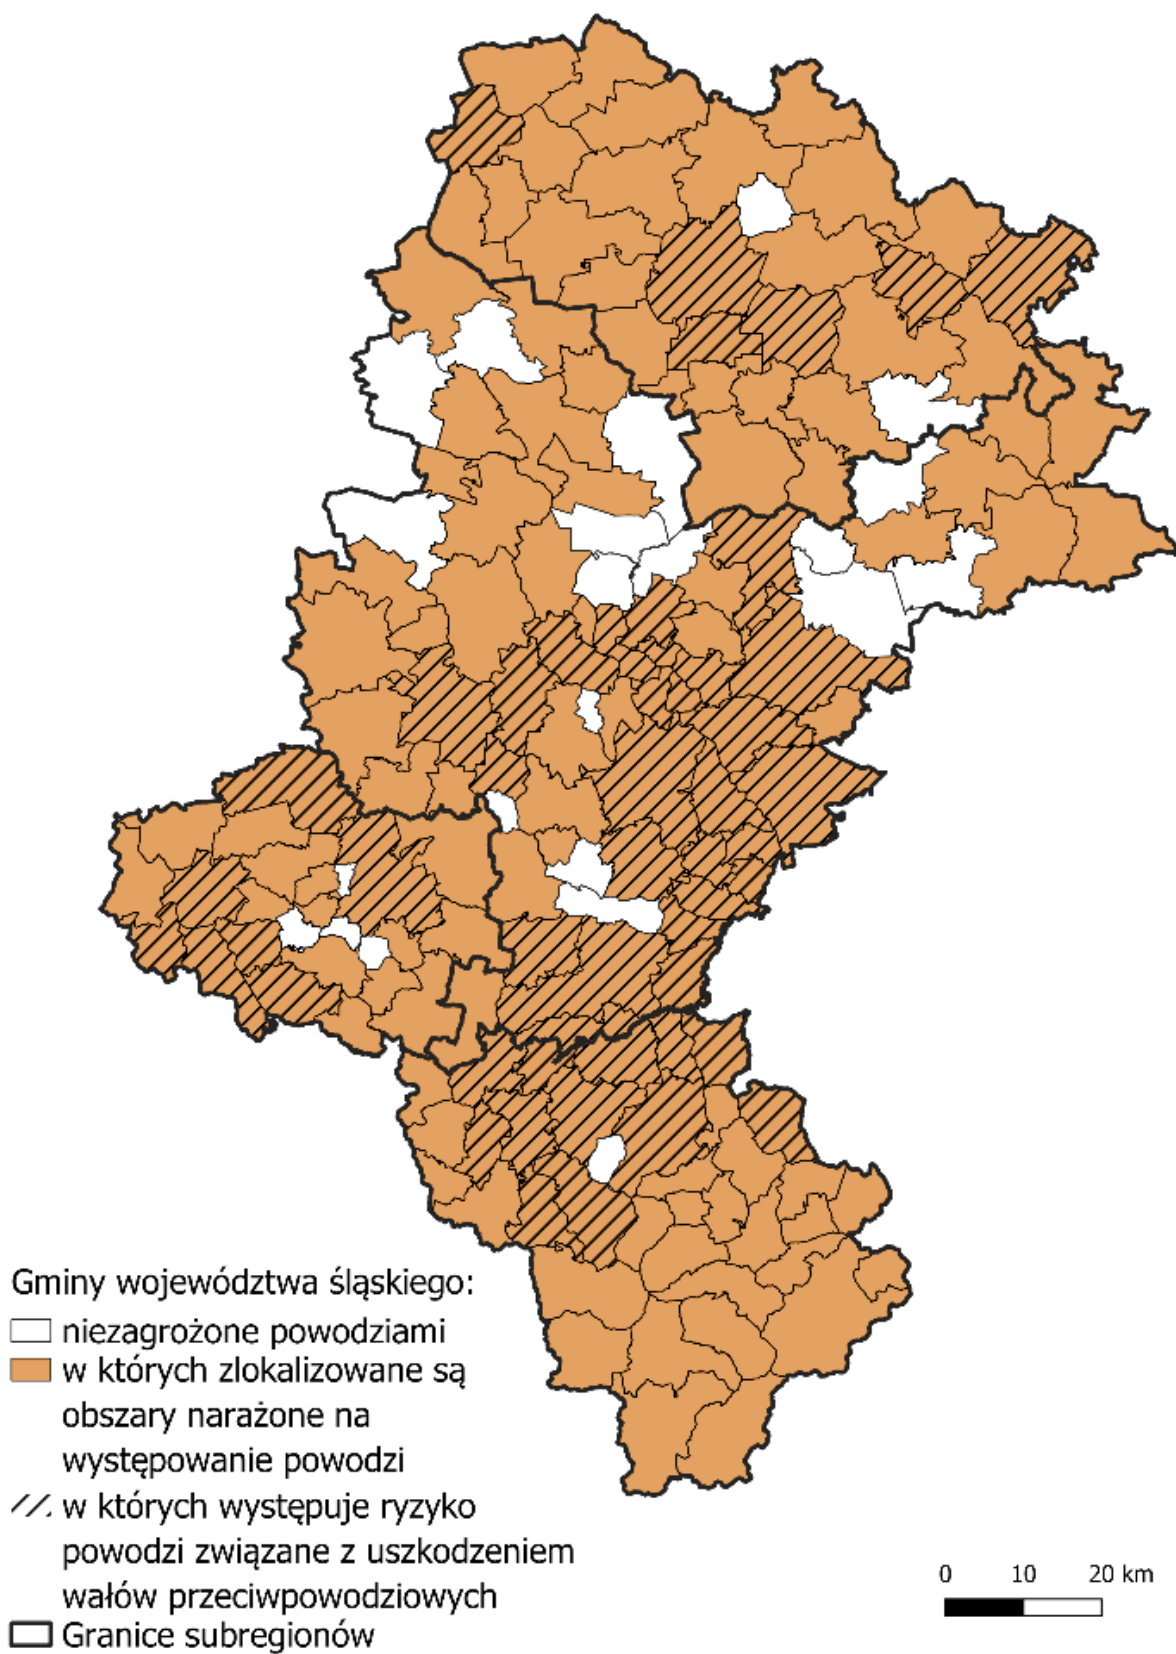 Gminy województwa śląskiego:
niezagrożone powodziami
w których zlokalizowane są
obszary narażone na
występowanie powodzi
w których występuje ryzyko
powodzi związane z uszkodzeniem
wałów przeciwpowodziowych
Granice subregionów
0 10 20 km